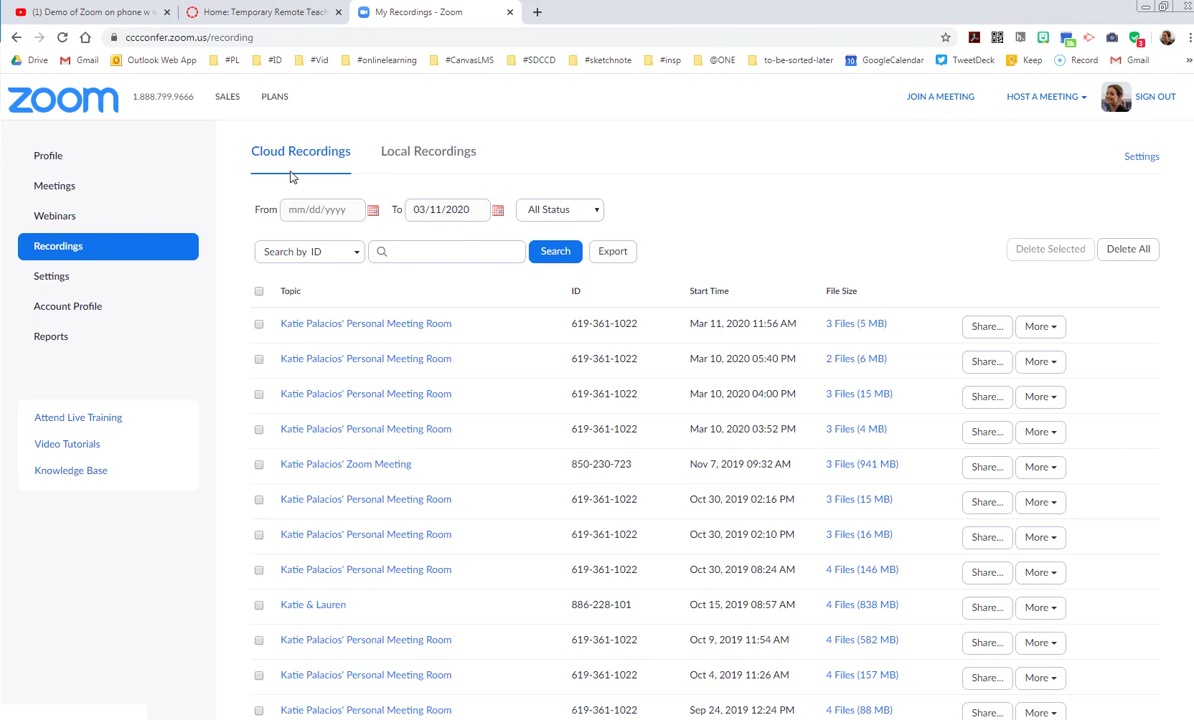 (1) Demo of Zoom on phone w
Home: Temporary Remote Teach
My Recordings - Zoom
cccconfer.zoom.us/recording
Drive Gmail Outlook Web App #PL #ID #Vid #onlinelearning #CanvasLMS #SDCCD #sketchnote #insp @ONE to-be-sorted-later GoogleCalendar TweetDeck Keep Record Gmail »
zoom 1.888.799.9666 SALES PLANS JOIN A MEETING HOST A MEETING SIGN OUT
Profile
Meetings
Webinars
Recordings
Settings
Account Profile
Reports
Attend Live Training
Video Tutorials
Knowledge Base
Cloud Recordings Local Recordings Settings
From mm/dd/yyyy To 03/11/2020 All Status
Search by ID Search Export Delete Selected Delete All
Topic ID Start Time File Size
Katie Palacios' Personal Meeting Room 619-361-1022 Mar 11, 2020 11:56 AM 3 Files (5 MB) Share... More
Katie Palacios' Personal Meeting Room 619-361-1022 Mar 10, 2020 05:40 PM 2 Files (6 MB) Share... More
Katie Palacios' Personal Meeting Room 619-361-1022 Mar 10, 2020 04:00 PM 3 Files (15 MB) Share... More
Katie Palacios' Personal Meeting Room 619-361-1022 Mar 10, 2020 03:52 PM 3 Files (4 MB) Share... More
Katie Palacios' Zoom Meeting 850-230-723 Nov 7, 2019 09:32 AM 3 Files (941 MB) Share... More
Katie Palacios' Personal Meeting Room 619-361-1022 Oct 30, 2019 02:16 PM 3 Files (15 MB) Share... More
Katie Palacios' Personal Meeting Room 619-361-1022 Oct 30, 2019 02:10 PM 3 Files (16 MB) Share... More
Katie Palacios' Personal Meeting Room 619-361-1022 Oct 30, 2019 08:24 AM 4 Files (146 MB) Share... More
Katie & Lauren 886-228-101 Oct 15, 2019 08:57 AM 4 Files (838 MB) Share... More
Katie Palacios' Personal Meeting Room 619-361-1022 Oct 9, 2019 11:54 AM 4 Files (582 MB) Share... More
Katie Palacios' Personal Meeting Room 619-361-1022 Oct 4, 2019 11:26 AM 4 Files (157 MB) Share... More
Katie Palacios' Personal Meeting Room 619-361-1022 Sep 24, 2019 12:24 PM 4 Files (88 MB) Share... More